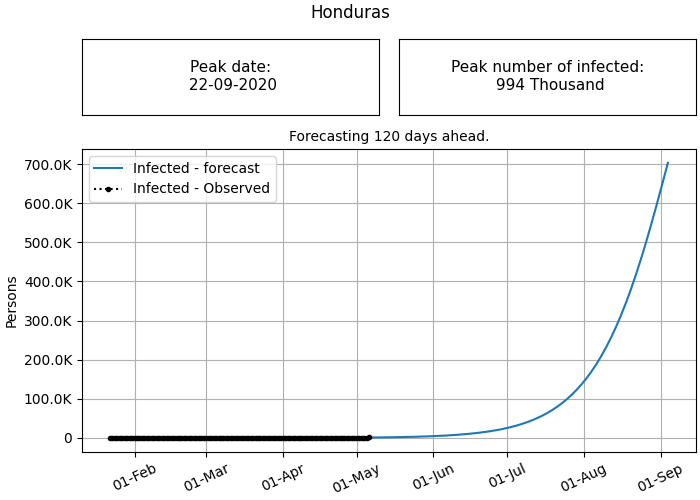 Honduras
Peak date:
22-09-2020
Peak number of infected:
994 Thousand
Forecasting 120 days ahead.
Infected - forecast
Infected - Observed
Persons
700.0K
600.0K
500.0K
400.0K
300.0K
200.0K
100.0K
0
01-Feb
01-Mar
01-Apr
01-May
01-Jun
01-Jul
01-Aug
01-Sep